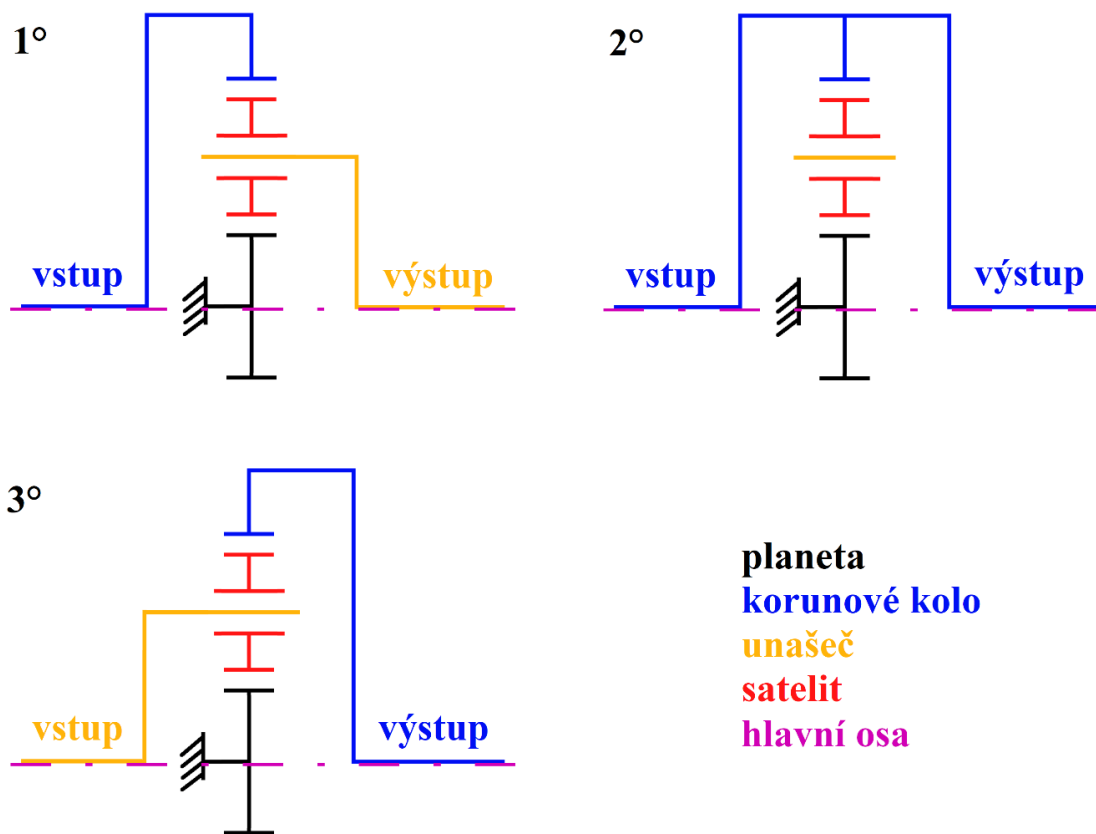 1°
vstup
výstup
2°
vstup
výstup
3°
vstup
výstup
planeta
korunové kolo
unašeč
satelit
hlavní osa